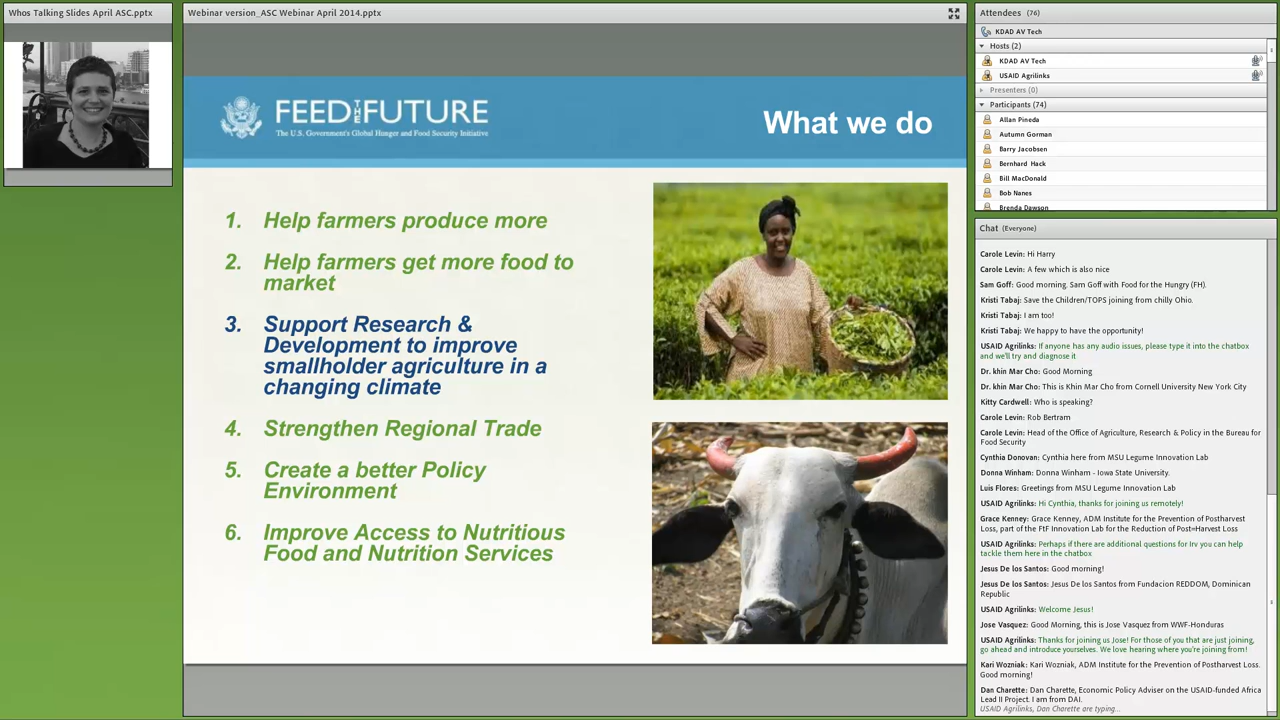 Whos Talking Slides April ASC.pptx
Webinar version_ASC Webinar April 2014.pptx
FEED THE FUTURE
The U.S. Government's Global Hunger and Food Security Initiative
What we do
1. Help farmers produce more
2. Help farmers get more food to
market
3. Support Research &
Development to improve
smallholder agriculture in a
changing climate
4. Strengthen Regional Trade
5. Create a better Policy
Environment
6. Improve Access to Nutritious
Food and Nutrition Services
Attendees (76)
KDAD AV Tech
Hosts (2)
KDAD AV Tech
USAID Agrilinks
Presenters (0)
Participants (74)
Allan Pineda
Autumn Gorman
Barry Jacobsen
Bernhard Hack
Bill MacDonald
Bob Nanes
Brenda Dawson
Chat (Everyone)
Carole Levin: Hi Harry
Carole Levin: A few which is also nice
Sam Goff: Good morning. Sam Goff with Food for the Hungry (FH).
Kristi Tabaj: Save the Children/TOPS joining from chilly Ohio.
Kristi Tabaj: I am too!
Kristi Tabaj: We happy to have the opportunity!
USAID Agrilinks: If anyone has any audio issues, please type it into the chatbox
and we'll try and diagnose it
Dr. khin Mar Cho: Good Morning
Dr. khin Mar Cho: This is Khin Mar Cho from Cornell University New York City
Kitty Cardwell: Who is speaking?
Carole Levin: Rob Bertram
Carole Levin: Head of the Office of Agriculture, Research & Policy in the Bureau for
Food Security
Cynthia Donovan: Cynthia here from MSU Legume Innovation Lab
Donna Winham: Donna Winham - Iowa State University.
Luis Flores: Greetings from MSU Legume Innovation Lab
USAID Agrilinks: Hi Cynthia, thanks for joining us remotely!
Grace Kenney: Grace Kenney, ADM Institute for the Prevention of Postharvest
Loss, part of the FtF Innovation Lab for the Reduction of Post=Harvest Loss
USAID Agrilinks: Perhaps if there are additional questions for Irv you can help
tackle them here in the chatbox
Jesus De los Santos: Good morning!
Jesus De los Santos: Jesus De los Santos from Fundacion REDDOM, Dominican
Republic
USAID Agrilinks: Welcome Jesus!
Jose Vasquez: Good Morning, this is Jose Vasquez from WWF-Honduras
USAID Agrilinks: Thanks for joining us Jose! For those of you that are just joining,
go ahead and introduce yourselves. We love hearing where you're joining from!
Kari Wozniak: Kari Wozniak, ADM Institute for the Prevention of Postharvest Loss.
Good morning!
Dan Charette: Dan Charette, Economic Policy Adviser on the USAID-funded Africa
Lead II Project. I am from DAI.
USAID Agrilinks, Dan Charette are typing...